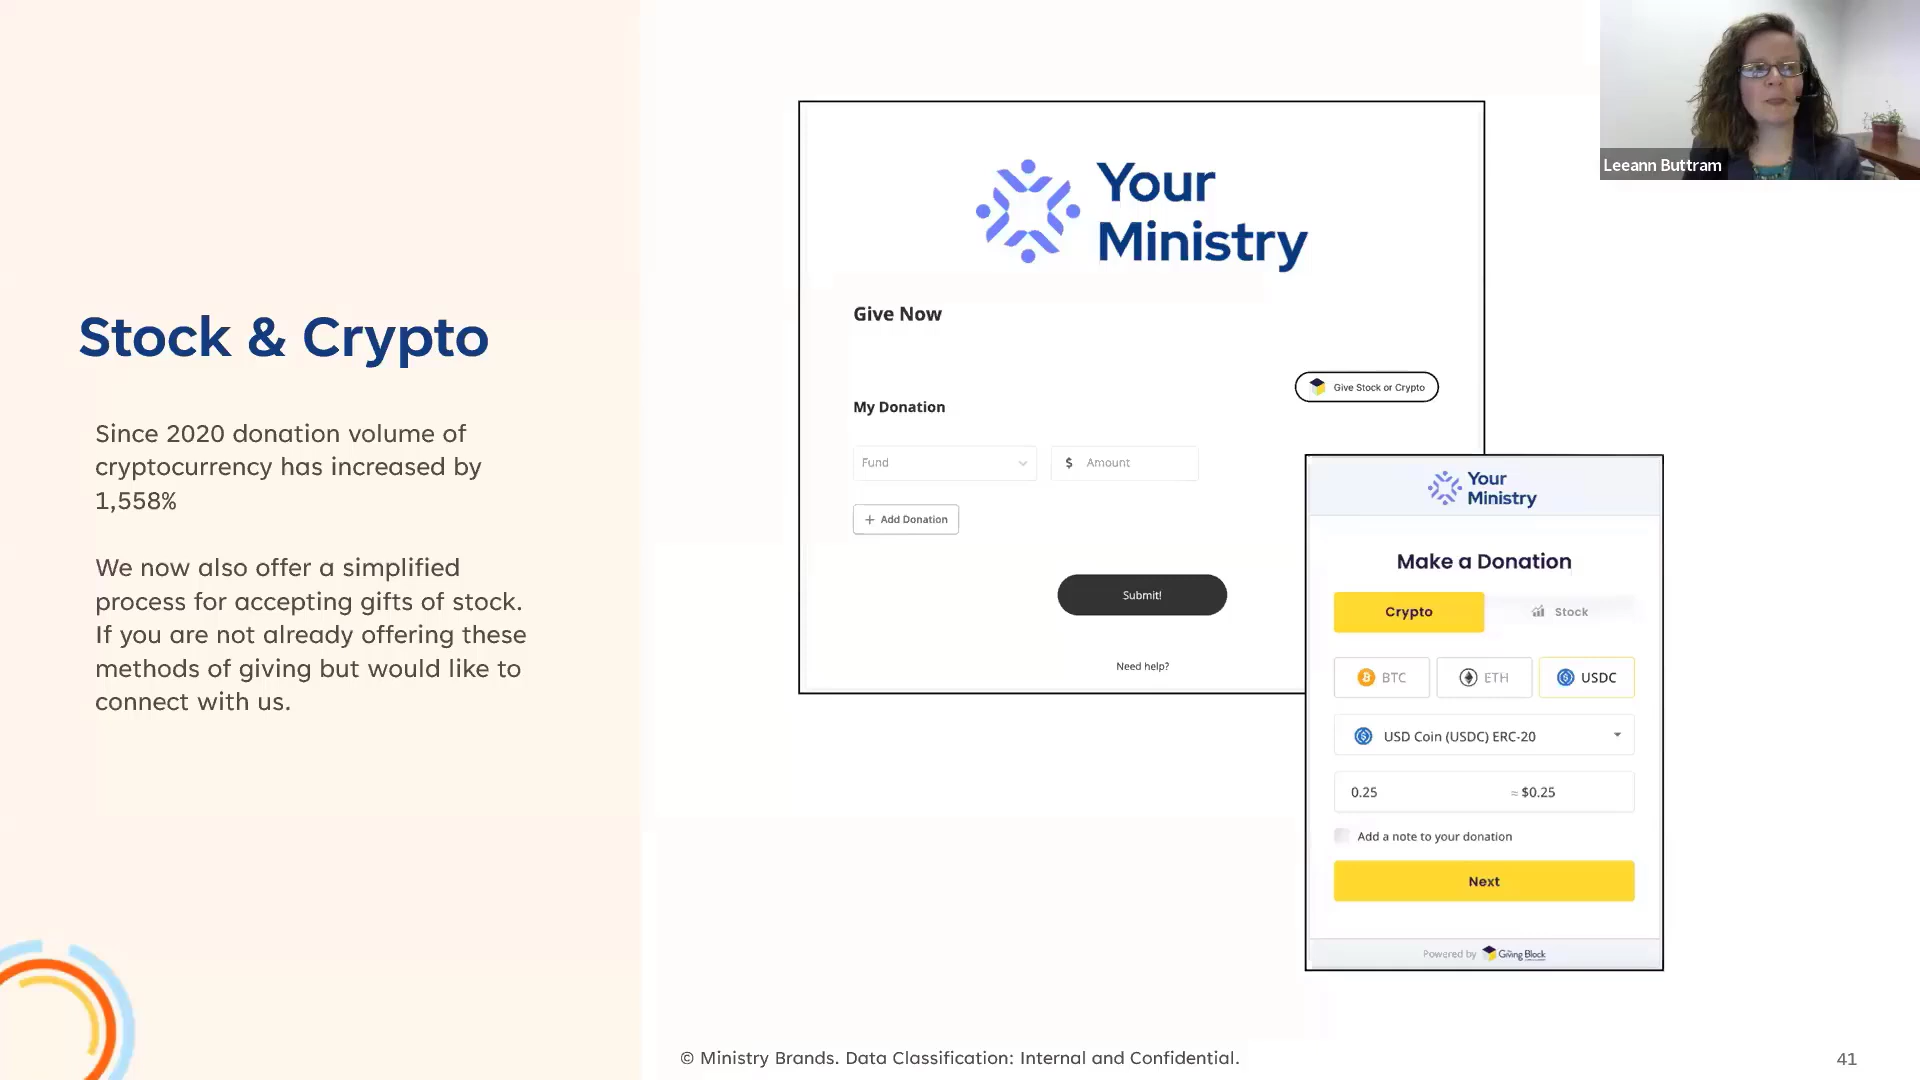 Leeann Buttram
Stock & Crypto
Since 2020 donation volume of
cryptocurrency has increased by
1,558%
We now also offer a simplified
process for accepting gifts of stock.
If you are not already offering these
methods of giving but would like to
connect with us.
Your
Ministry
Give Now
Give Stock or Crypto
My Donation
Fund
$ Amount
+ Add Donation
Submit!
Need help?
Your
Ministry
Make a Donation
Crypto
Stock
BTC
ETH
USDC
USD Coin (USDC) ERC-20
0.25
≈ $0.25
Add a note to your donation
Next
Powered by The Giving Block
© Ministry Brands. Data Classification: Internal and Confidential.
41